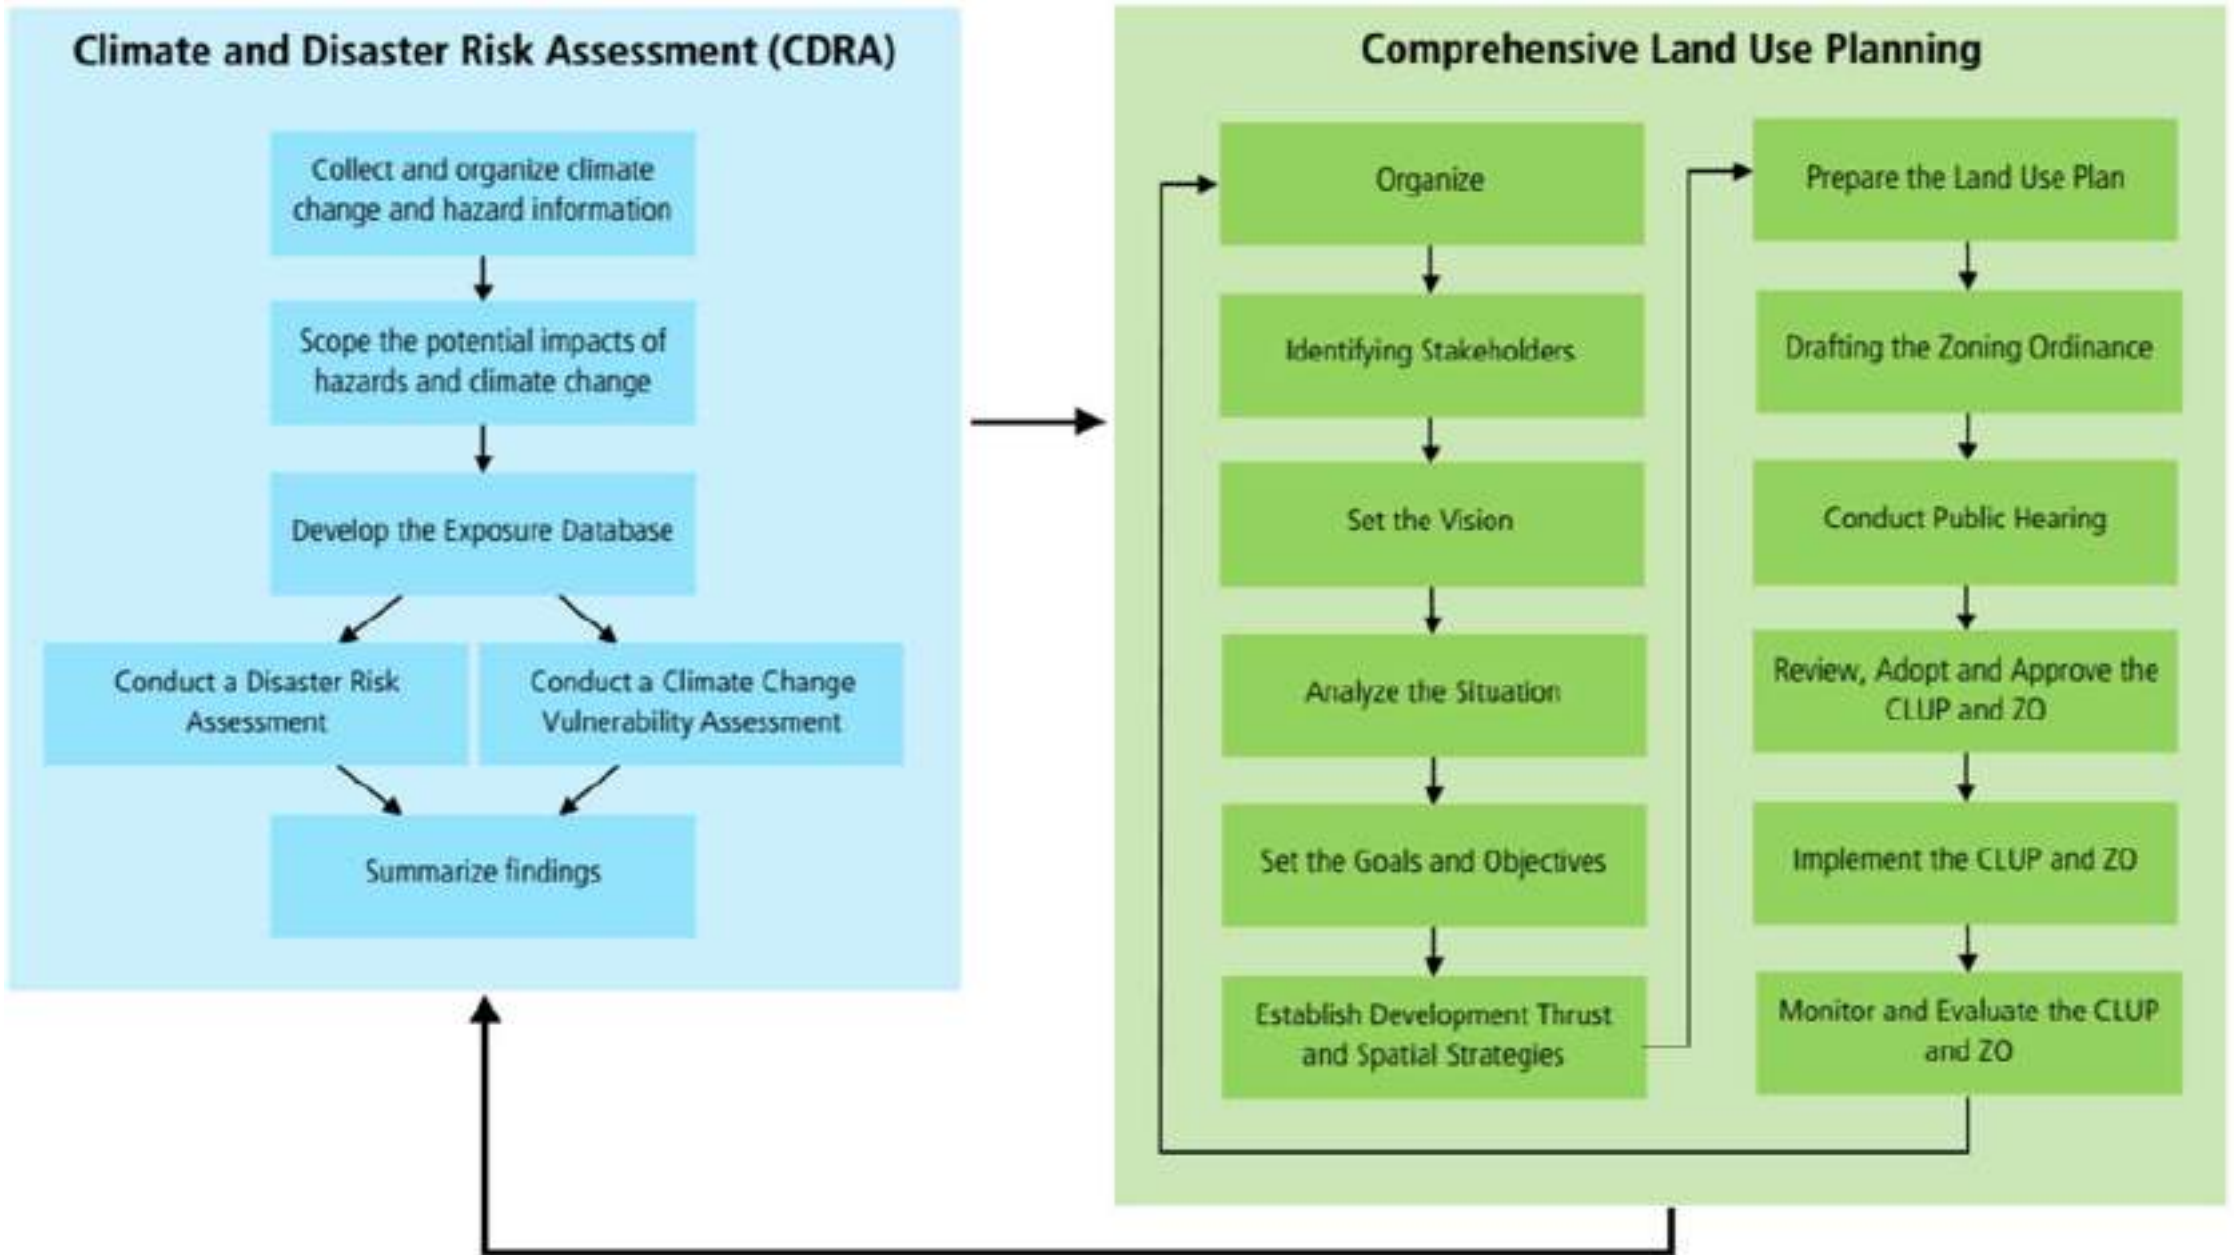 Climate and Disaster Risk Assessment (CDRA)
Collect and organize climate
change and hazard information
Scope the potential impacts of
hazards and climate change
Develop the Exposure Database
Conduct a Disaster Risk
Assessment
Conduct a Climate Change
Vulnerability Assessment
Summarize findings
Comprehensive Land Use Planning
Organize
Identifying Stakeholders
Set the Vision
Analyze the Situation
Set the Goals and Objectives
Establish Development Thrust
and Spatial Strategies
Prepare the Land Use Plan
Drafting the Zoning Ordinance
Conduct Public Hearing
Review, Adopt and Approve the
CLUP and ZO
Implement the CLUP and ZO
Monitor and Evaluate the CLUP
and ZO